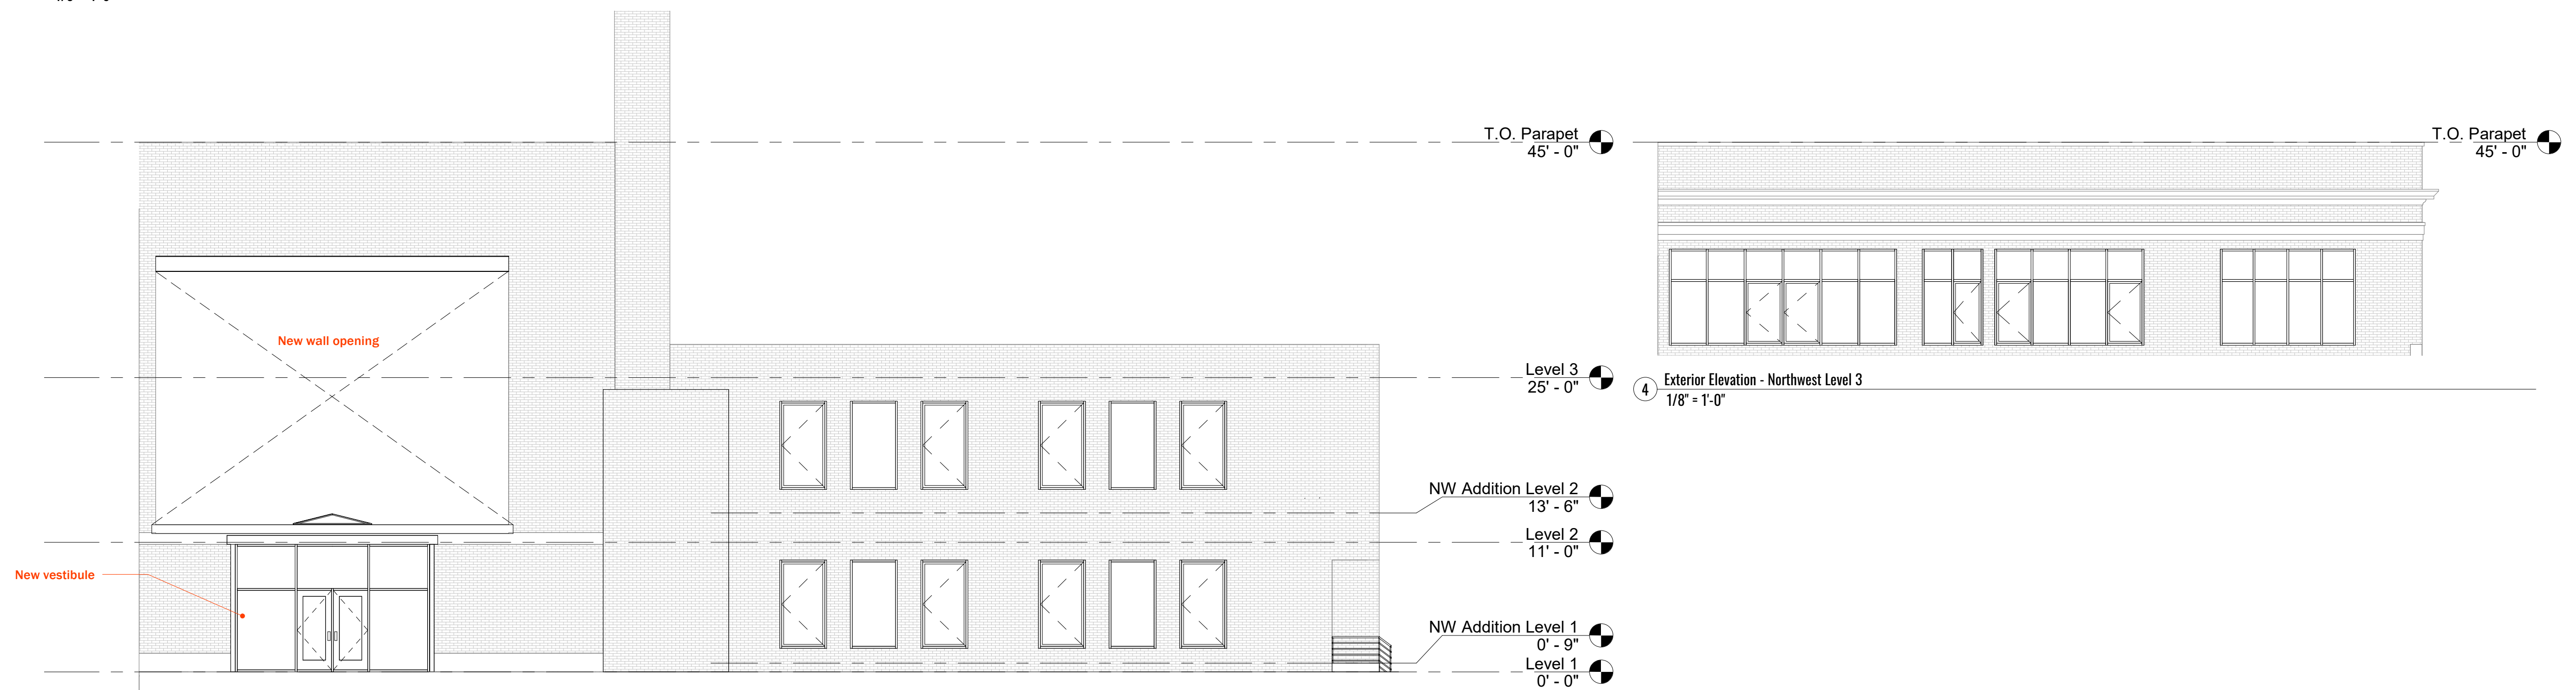 T.O. Parapet
45' - 0"
T.O. Parapet
45' - 0"
New wall opening
Level 3
25' - 0"
4
Exterior Elevation - Northwest Level 3
1/8" = 1'-0"
NW Addition Level 2
13' - 6"
Level 2
11' - 0"
New vestibule
NW Addition Level 1
0' - 9"
Level 1
0' - 0"